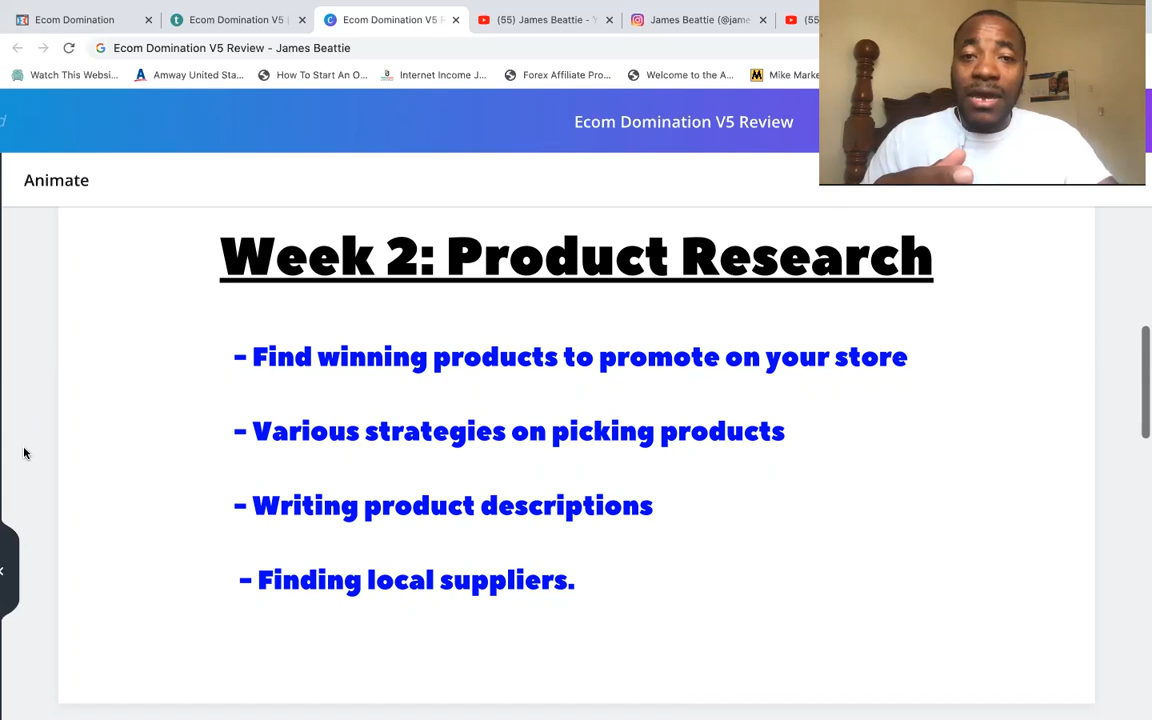 Ecom Domination
Ecom Domination V5
Ecom Domination V5 R
(55) James Beattie -
James Beattie (@jame
(55
Ecom Domination V5 Review - James Beattie
Watch This Websi...
Amway United Sta...
How To Start An O...
Internet Income J...
Forex Affiliate Pro...
Welcome to the A...
Mike Marke
d
Ecom Domination V5 Review
Animate
Week 2: Product Research
- Find winning products to promote on your store
- Various strategies on picking products
- Writing product descriptions
- Finding local suppliers.